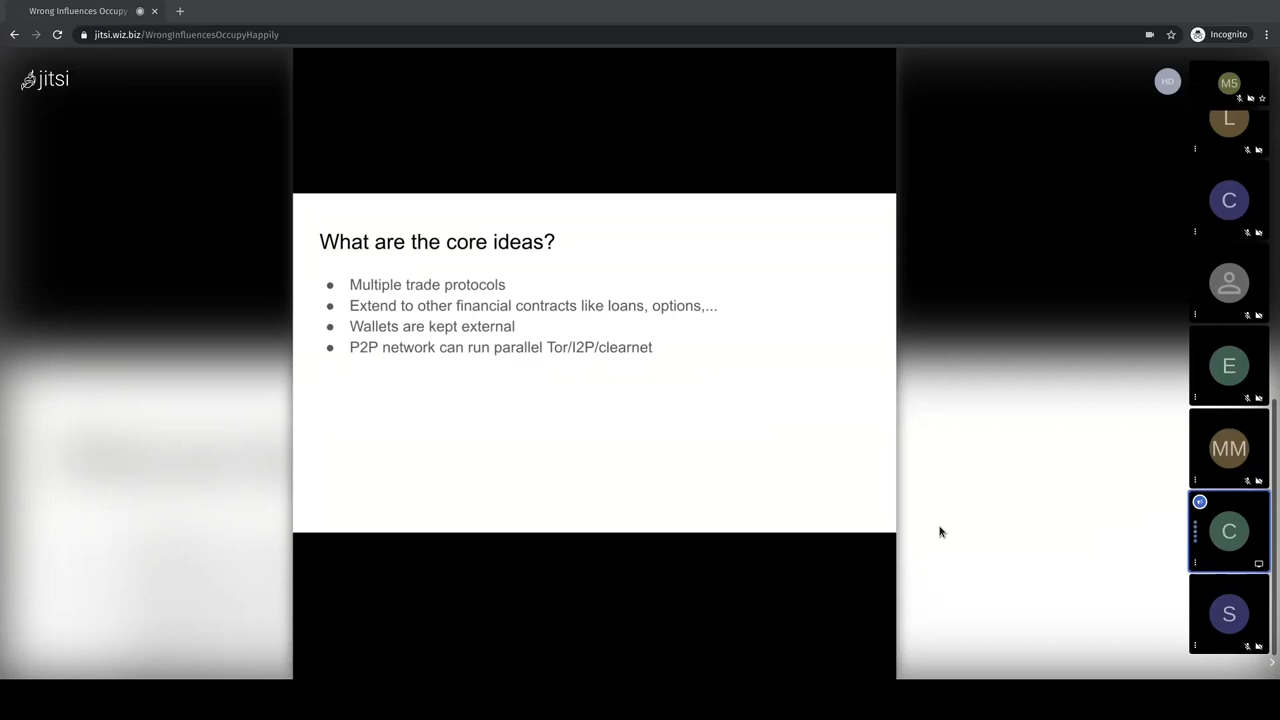 Wrong Influences Occupy
jitsi.wiz.biz/WrongInfluencesOccupyHappily
Incognito
jitsi
HD
M5
L
C
What are the core ideas?
● Multiple trade protocols
● Extend to other financial contracts like loans, options,...
● Wallets are kept external
● P2P network can run parallel Tor/I2P/clearnet
E
MM
C
S